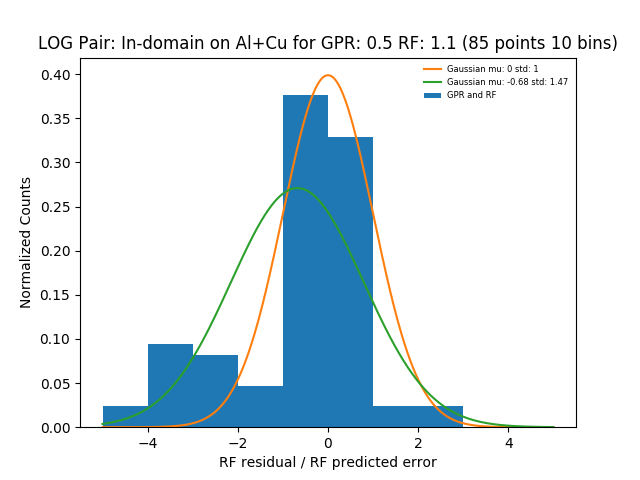 LOG Pair: In-domain on Al+Cu for GPR: 0.5 RF: 1.1 (85 points 10 bins)
Gaussian mu: 0 std: 1
Gaussian mu: -0.68 std: 1.47
GPR and RF
Normalized Counts
0.40
0.35
0.30
0.25
0.20
0.15
0.10
0.05
0.00
−4
−2
0
2
4
RF residual / RF predicted error